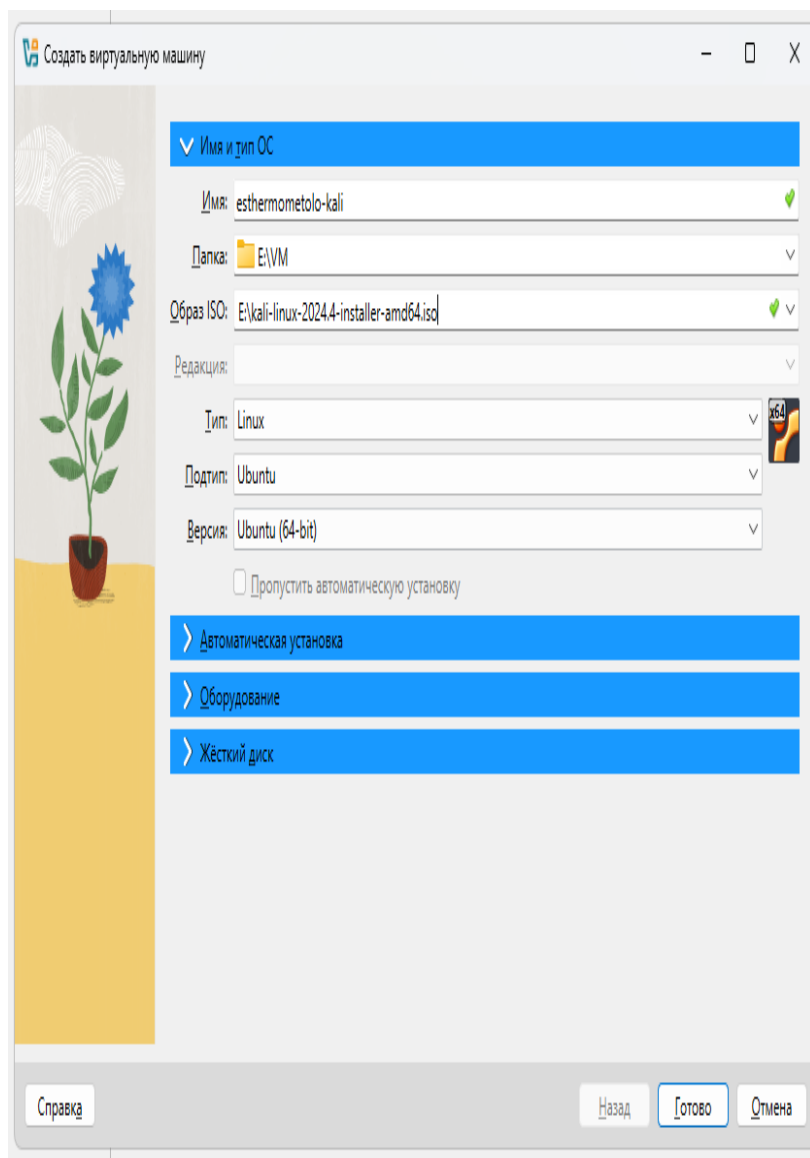 Создать виртуальную машину
Имя и тип ОС
Имя: esthermometolo-kali
Папка: E:\VM
Образ ISO: E:\kali-linux-2024.4-installer-amd64.iso
Редакция:
Тип: Linux
x64
Подтип: Ubuntu
Версия: Ubuntu (64-bit)
Пропустить автоматическую установку
Автоматическая установка
Оборудование
Жёсткий диск
Справка Назад Готово Отмена